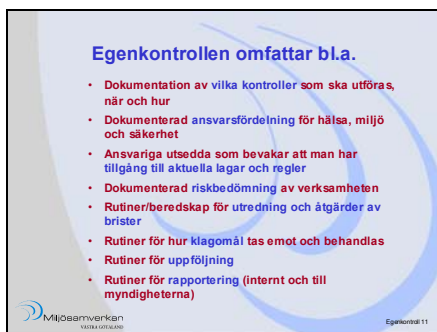 Egenkontrollen omfattar bl.a.
• Dokumentation av vilka kontroller som ska utföras,
när och hur
• Dokumenterad ansvarsfördelning för hälsa, miljö
och säkerhet
• Ansvariga utsedda som bevakar att man har
tillgång till aktuella lagar och regler
• Dokumenterad riskbedömning av verksamheten
• Rutiner/beredskap för utredning och åtgärder av
brister
• Rutiner för hur klagomål tas emot och behandlas
• Rutiner för uppföljning
• Rutiner för rapportering (internt och till
myndigheterna)
Miljösamverkan
VÄSTRA GÖTALAND
Egenkontroll 11